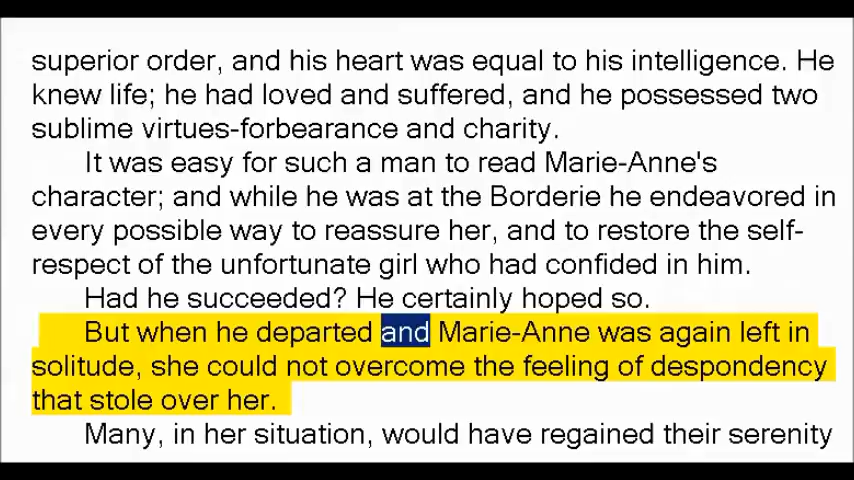 superior order, and his heart was equal to his intelligence. He
knew life; he had loved and suffered, and he possessed two
sublime virtues-forbearance and charity.
It was easy for such a man to read Marie-Anne's
character; and while he was at the Borderie he endeavored in
every possible way to reassure her, and to restore the self-
respect of the unfortunate girl who had confided in him.
Had he succeeded? He certainly hoped so.
But when he departed and Marie-Anne was again left in
solitude, she could not overcome the feeling of despondency
that stole over her.
Many, in her situation, would have regained their serenity